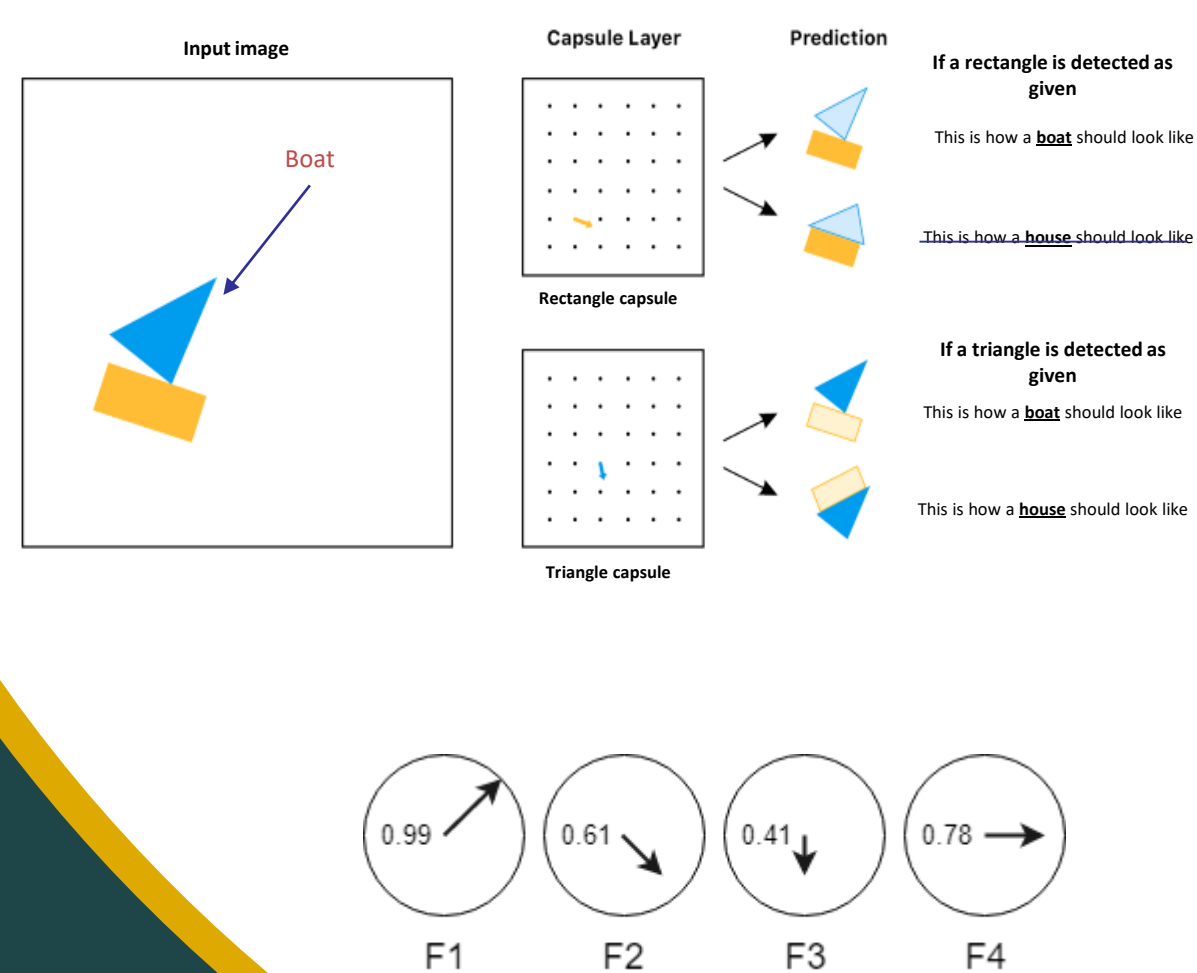 Input image
Boat
Capsule Layer
Rectangle capsule
Triangle capsule
Prediction
If a rectangle is detected as
given
This is how a boat should look like
This is how a house should look like
If a triangle is detected as
given
This is how a boat should look like
This is how a house should look like
0.99
0.61
0.41
0.78
F1
F2
F3
F4